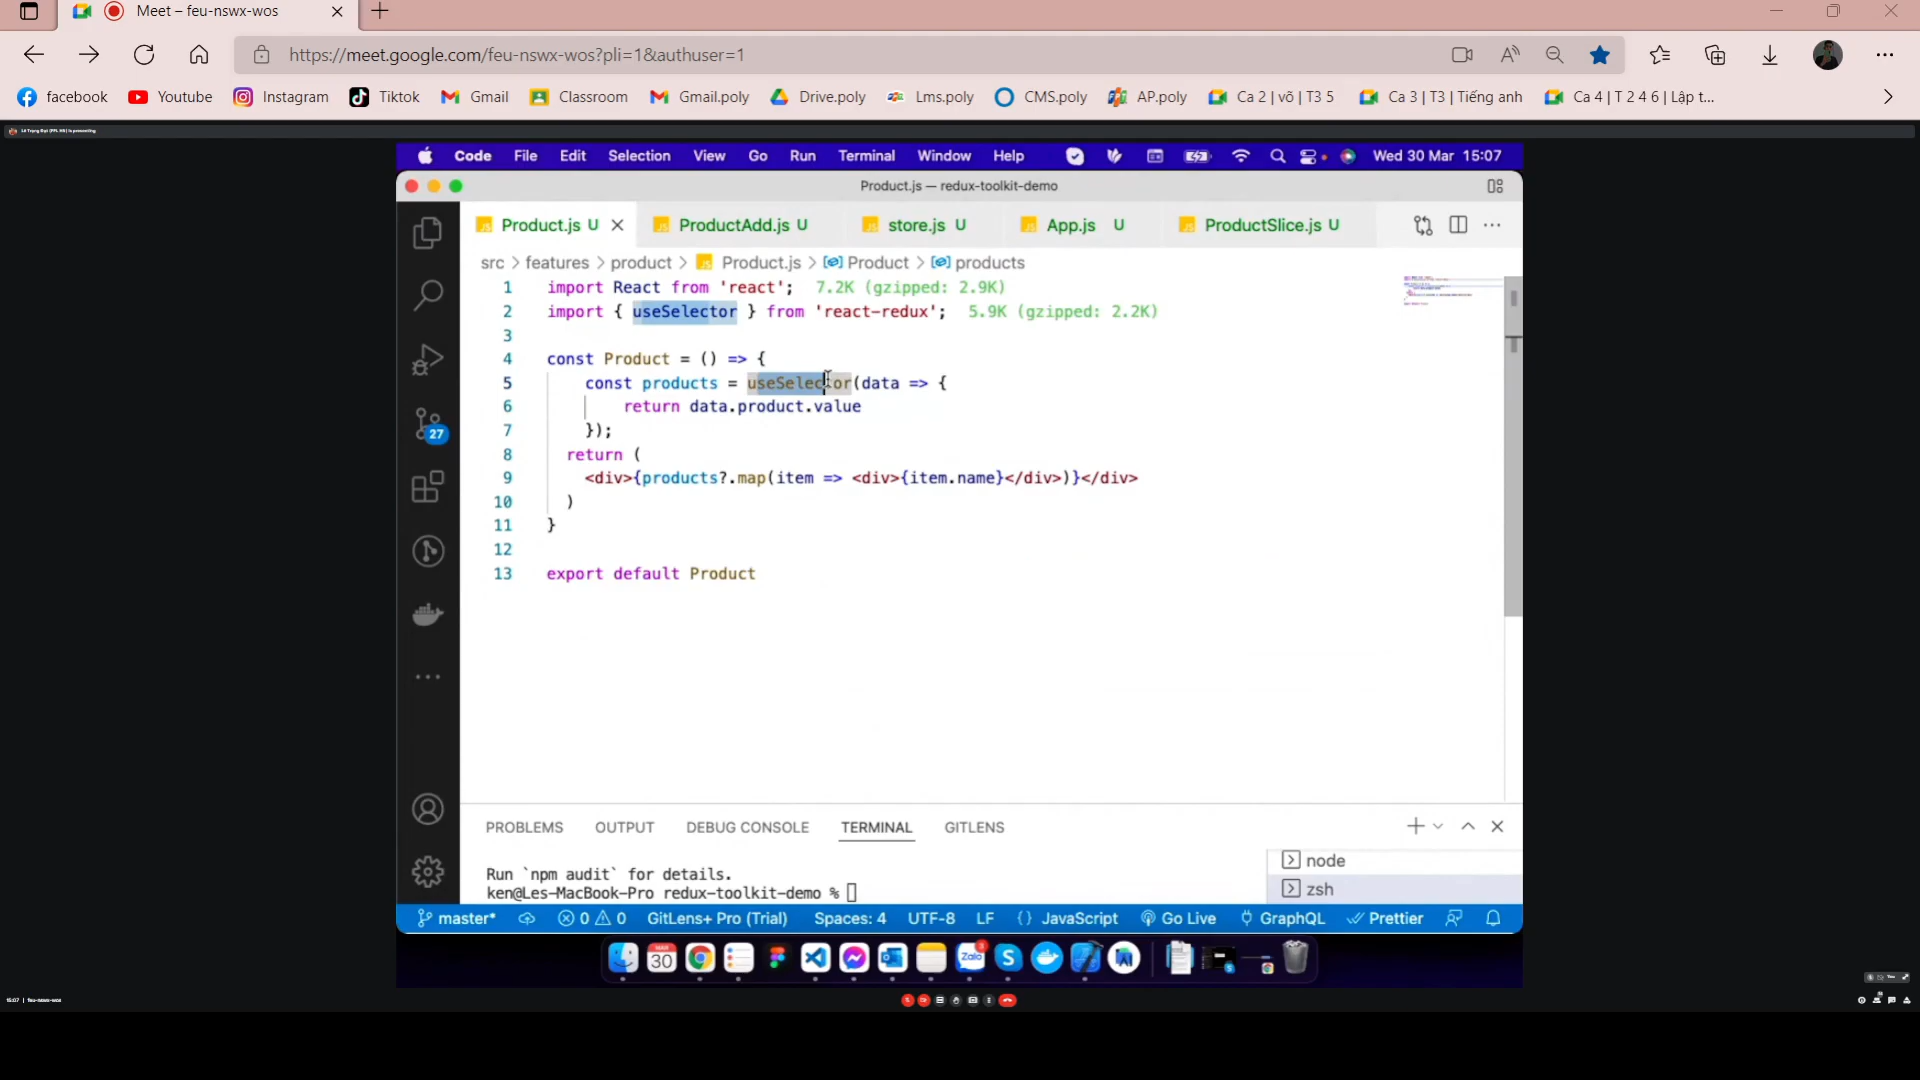 Meet – feu-nswx-wos
https://meet.google.com/feu-nswx-wos?pli=1&authuser=1
facebook Youtube Instagram Tiktok Gmail Classroom Gmail.poly Drive.poly Lms.poly CMS.poly AP.poly Ca 2 | võ | T3 5 Ca 3 | T3 | Tiếng anh Ca 4 | T 2 4 6 | Lập t...
Code File Edit Selection View Go Run Terminal Window Help Wed 30 Mar 15:07
Product.js — redux-toolkit-demo
Product.js U ProductAdd.js U store.js U App.js U ProductSlice.js U
src > features > product > Product.js > Product > products
1 import React from 'react'; 7.2K (gzipped: 2.9K)
2 import { useSelector } from 'react-redux'; 5.9K (gzipped: 2.2K)
3
4 const Product = () => {
5 const products = useSelector(data => {
6 return data.product.value
7 });
8 return (
9 <div>{products?.map(item => <div>{item.name}</div>)}</div>
10 )
11 }
12
13 export default Product
27
PROBLEMS OUTPUT DEBUG CONSOLE TERMINAL GITLENS
Run `npm audit` for details.
ken@Les-MacBook-Pro redux-toolkit-demo %
node
zsh
master* 0 0 GitLens+ Pro (Trial) Spaces: 4 UTF-8 LF {} JavaScript Go Live GraphQL Prettier
MAR
30
Zalo
3
15:07 | feu-nswx-wos